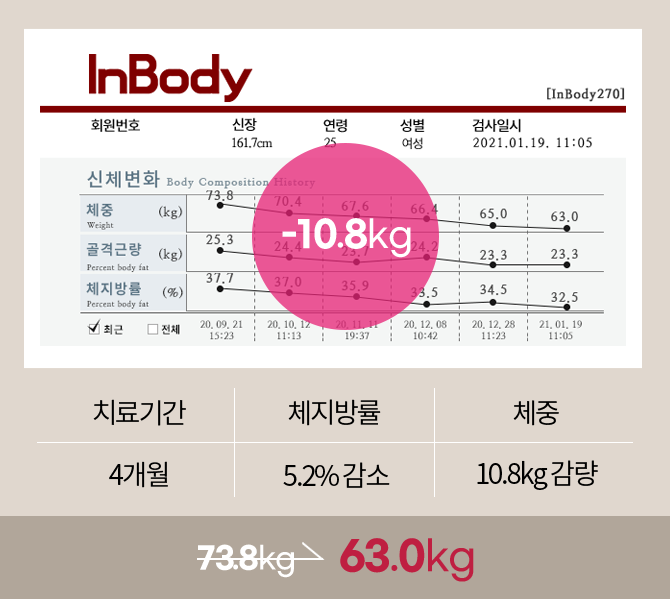 InBody
[InBody270]
회원번호 신장 연령 성별 검사일시
161.7cm 25 여성 2021.01.19. 11:05
신체변화 Body Composition History
체중 (kg) 73.8 70.4 67.6 66.4 65.0 63.0
Weight
골격근량 (kg) 25.3 24.4 23.7 24.2 23.3 23.3
Percent body fat
체지방률 (%) 37.7 37.0 35.9 33.5 34.5 32.5
Percent body fat
-10.8kg
최근 전체 20, 09, 21 20, 10, 12 20, 11, 11 20, 12, 08 20, 12, 28 21, 01, 19
15:23 11:13 19:37 10:42 11:23 11:05
치료기간 체지방률 체중
4개월 5.2% 감소 10.8kg 감량
73.8kg 63.0kg